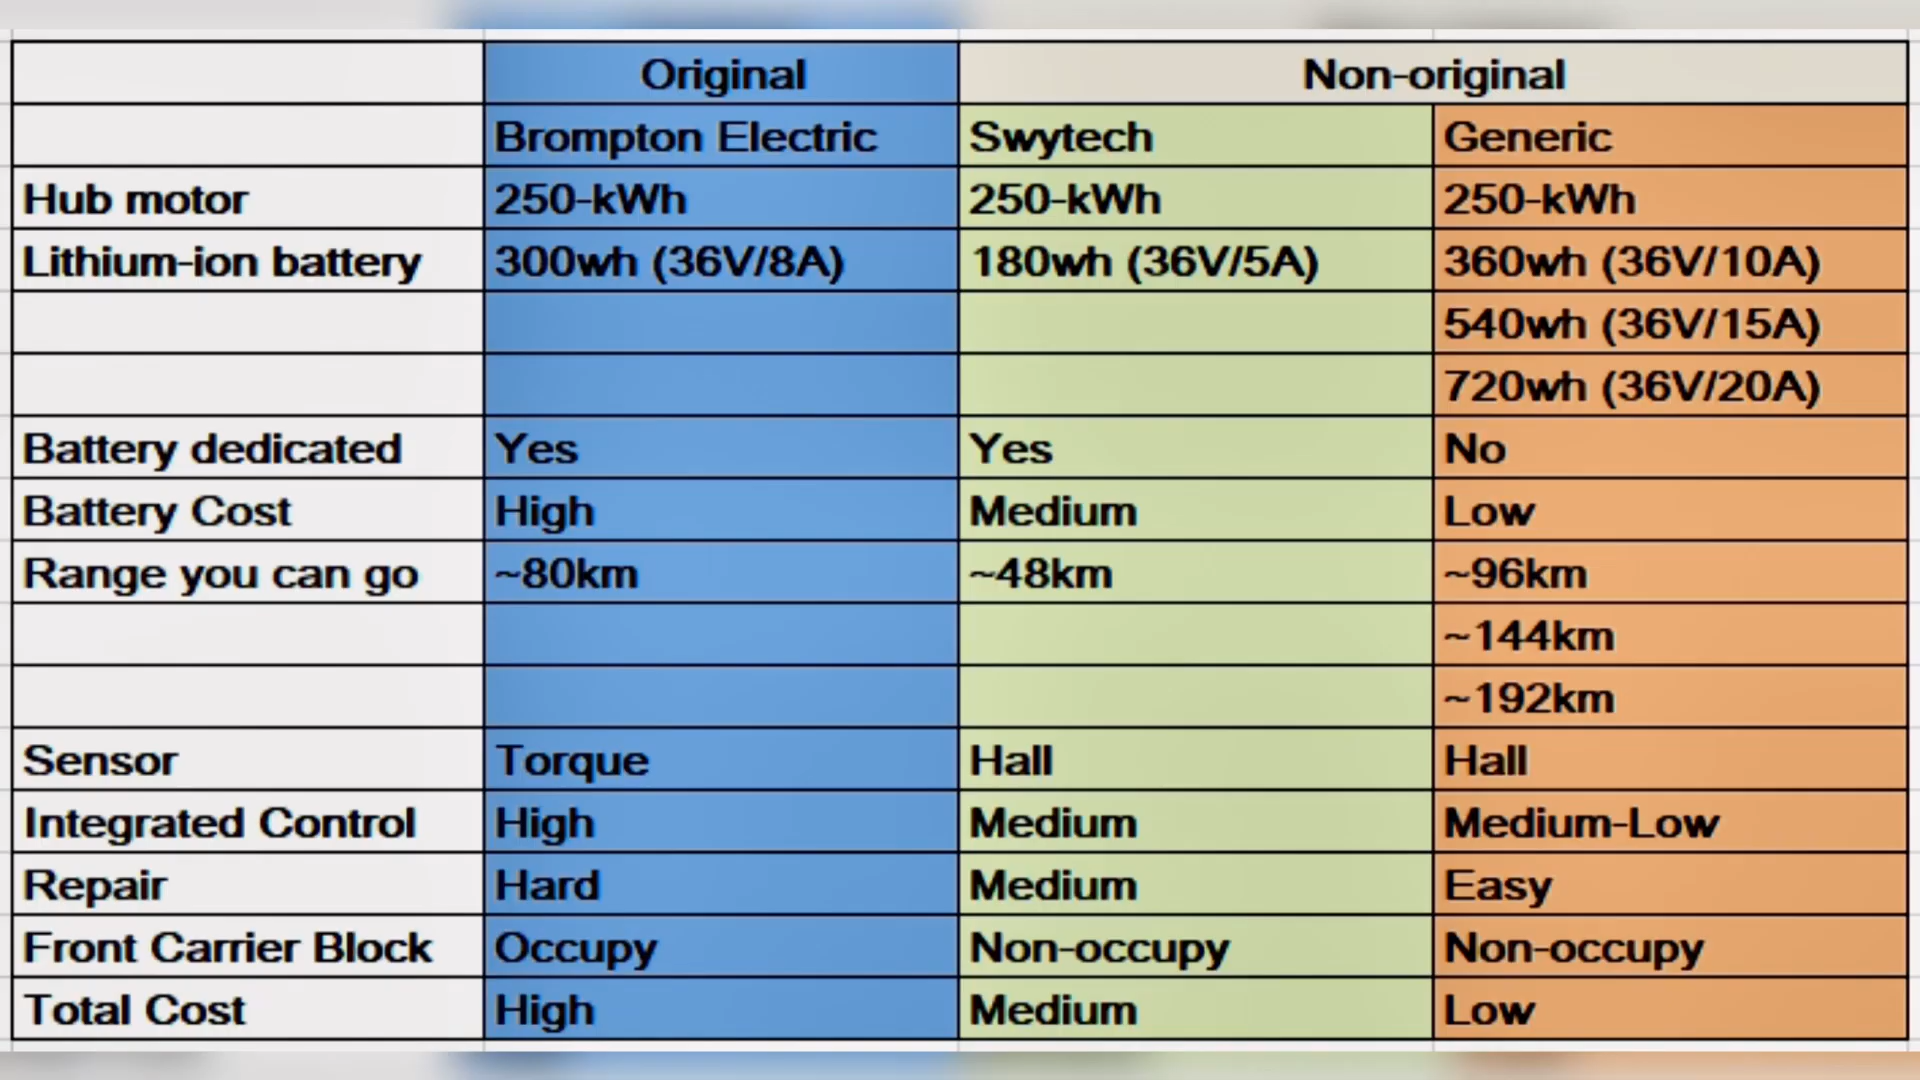 Original Non-original
Brompton Electric Swytech Generic
Hub motor 250-kWh 250-kWh 250-kWh
Lithium-ion battery 300wh (36V/8A) 180wh (36V/5A) 360wh (36V/10A)
540wh (36V/15A)
720wh (36V/20A)
Battery dedicated Yes Yes No
Battery Cost High Medium Low
Range you can go ~80km ~48km ~96km
~144km
~192km
Sensor Torque Hall Hall
Integrated Control High Medium Medium-Low
Repair Hard Medium Easy
Front Carrier Block Occupy Non-occupy Non-occupy
Total Cost High Medium Low